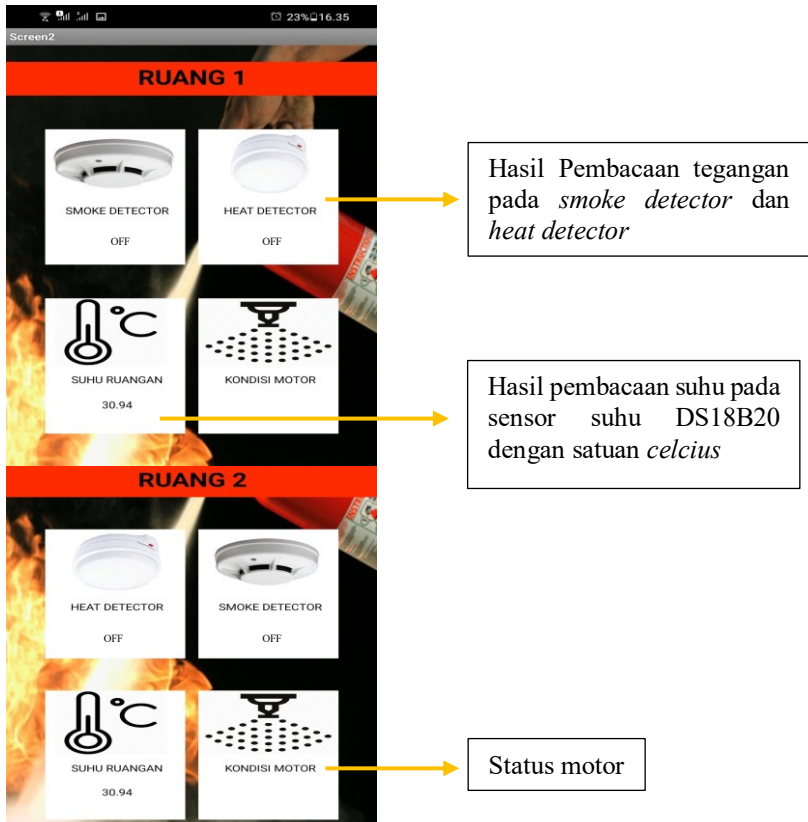 23% 16.35
Screen2
RUANG 1
SMOKE DETECTOR
HEAT DETECTOR
OFF
OFF
INSTRUCTIONS
Hasil Pembacaan tegangan
pada smoke detector dan
heat detector
°C
SUHU RUANGAN
KONDISI MOTOR
30.94
Hasil pembacaan suhu pada
sensor suhu DS18B20
dengan satuan celcius
RUANG 2
HEAT DETECTOR
SMOKE DETECTOR
OFF
OFF
°C
SUHU RUANGAN
KONDISI MOTOR
30.94
Status motor